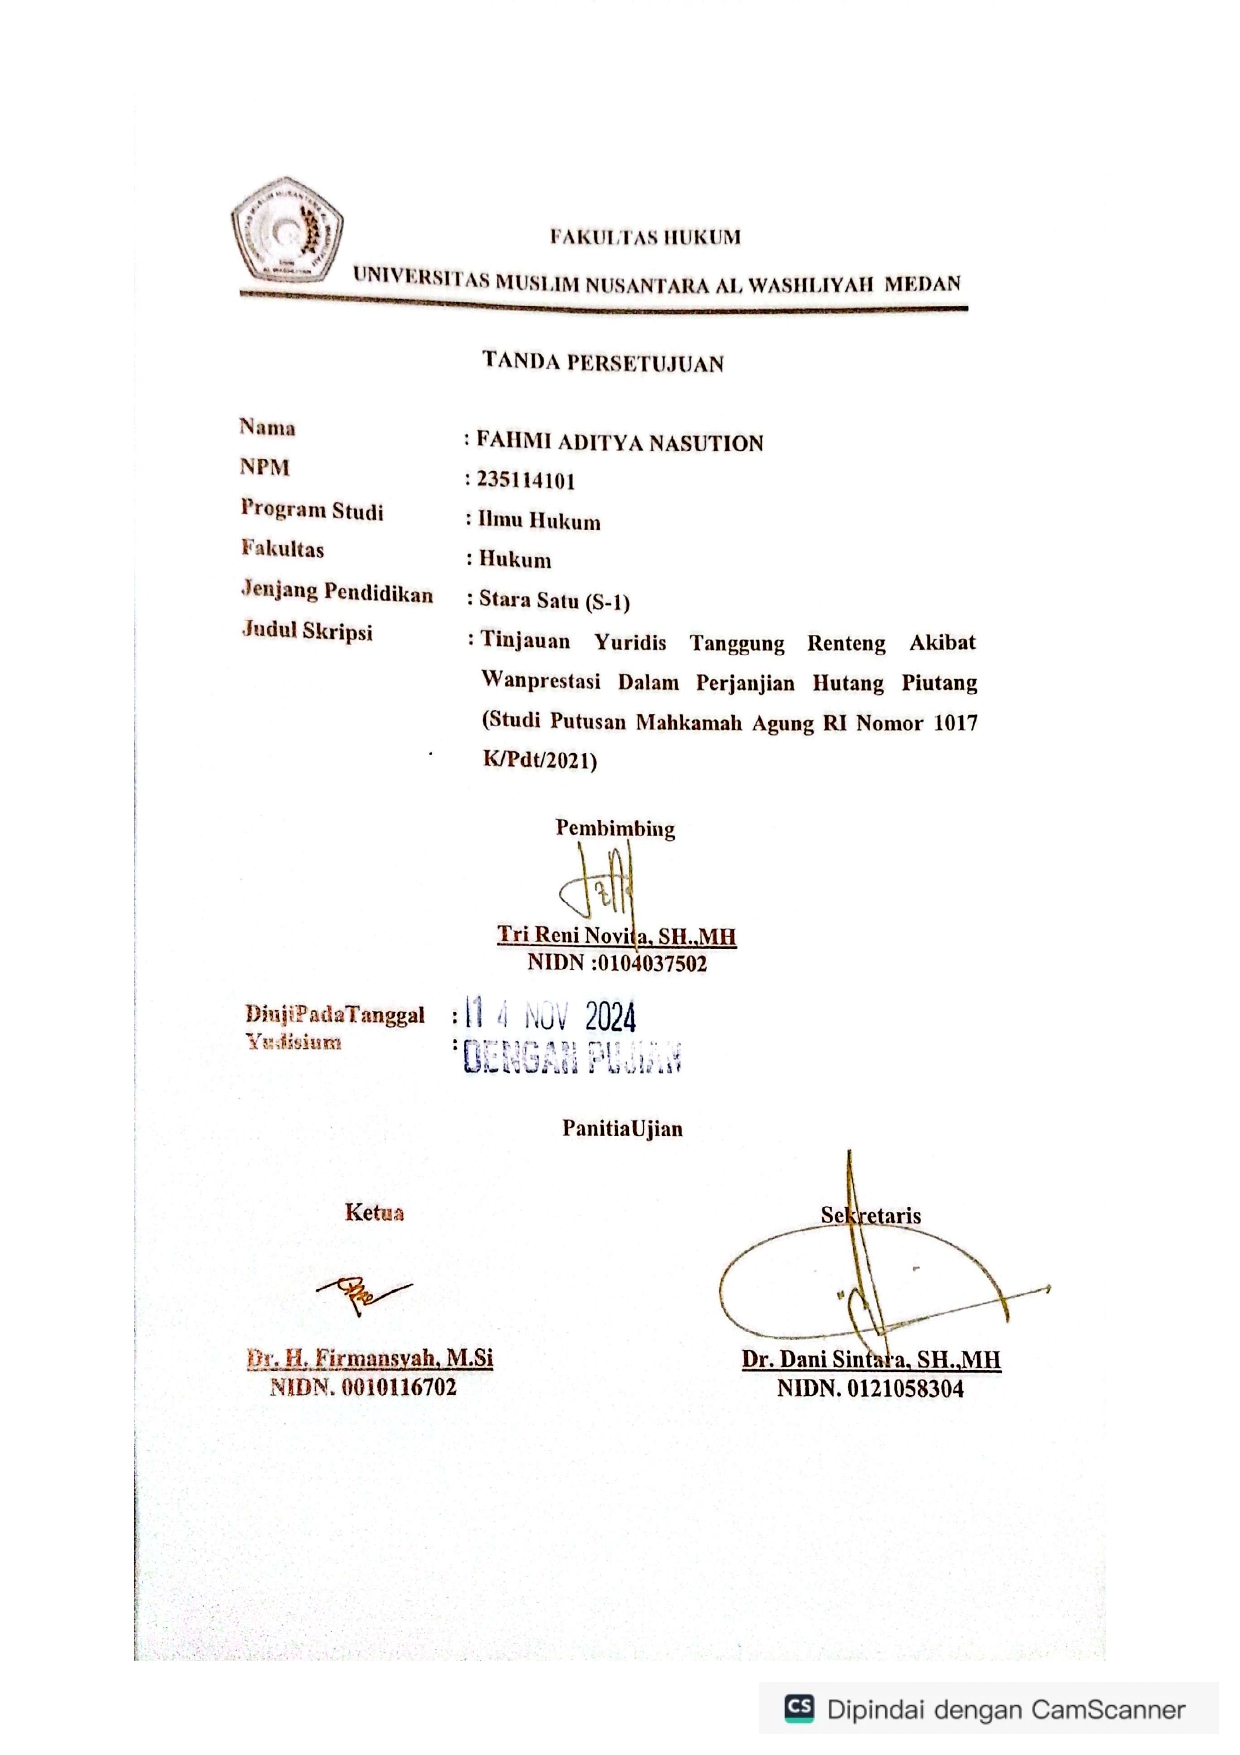 FAKULTAS HUKUM
UNIVERSITAS MUSLIM NUSANTARA AL WASHLIYAH MEDAN
TANDA PERSETUJUAN
Nama : FAHMI ADITYA NASUTION
NPM : 235114101
Program Studi : Ilmu Hukum
Fakultas : Hukum
Jenjang Pendidikan : Stara Satu (S-1)
Judul Skripsi : Tinjauan Yuridis Tanggung Renteng Akibat
Wanprestasi Dalam Perjanjian Hutang Piutang
(Studi Putusan Mahkamah Agung RI Nomor 1017
K/Pdt/2021)
Pembimbing
Tri Reni Novita, SH.,MH
NIDN :0104037502
DiujiPadaTanggal : 4 NOV 2024
Yudisium : DENGAN PUJIAN
PanitiaUjian
Ketua Sekretaris
Dr. H. Firmansyah, M.Si Dr. Dani Sintara, SH.,MH
NIDN. 0010116702 NIDN. 0121058304
CS Dipindai dengan CamScanner